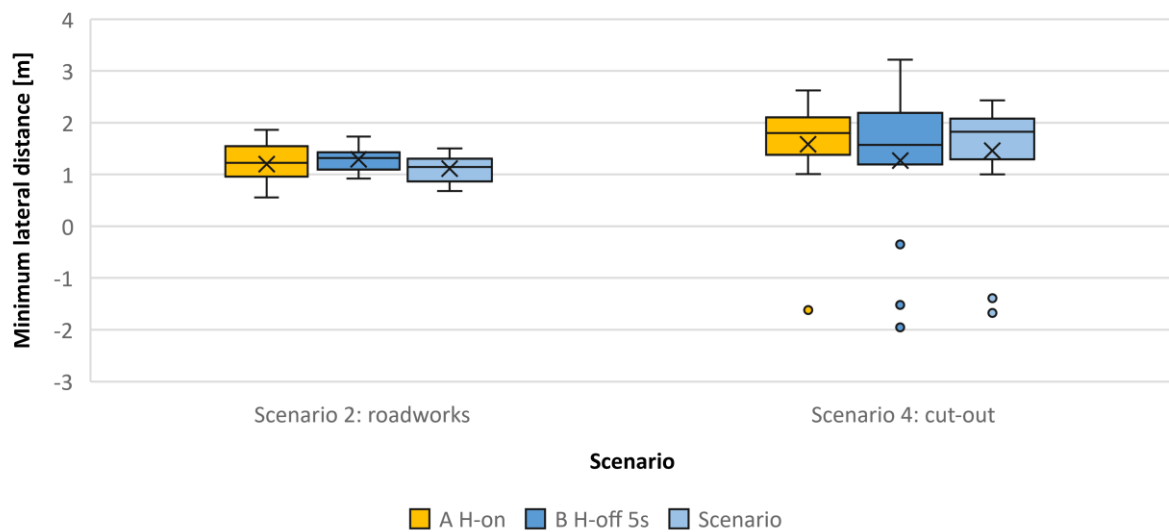 Minimum lateral distance [m]
4
3
2
1
0
-1
-2
-3
Scenario 2: roadworks
Scenario 4: cut-out
Scenario
A H-on
B H-off 5s
Scenario